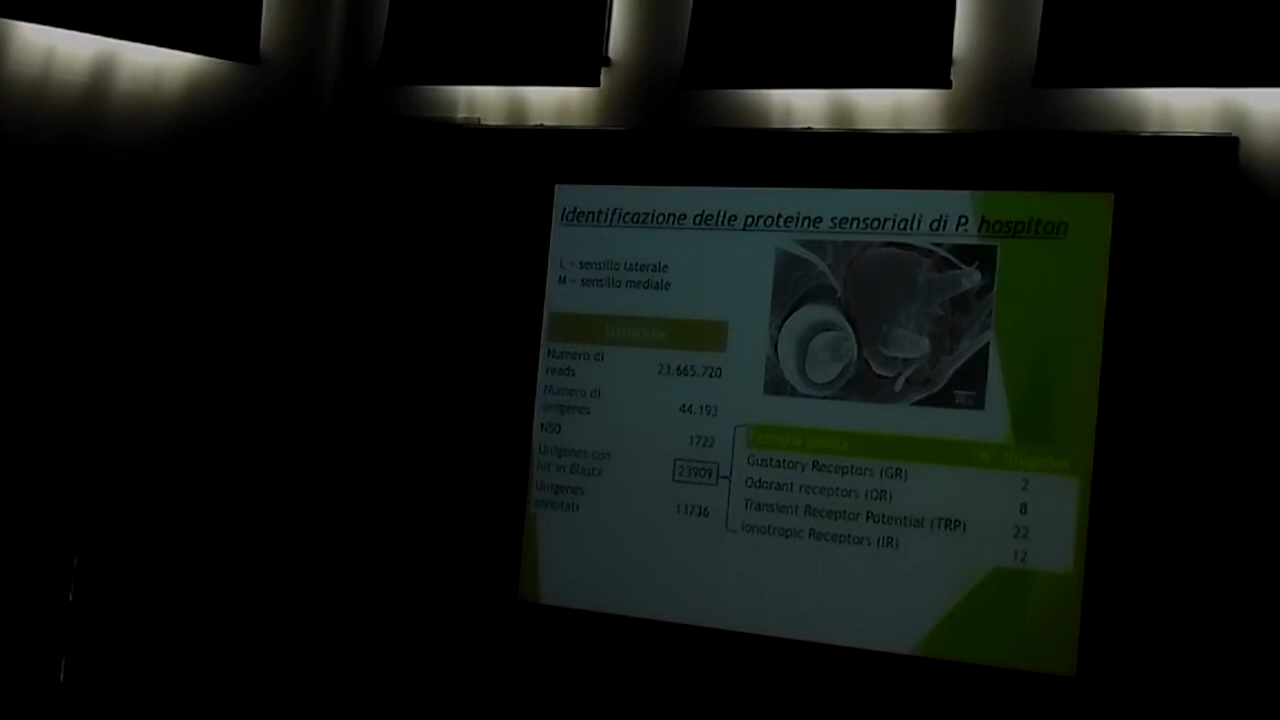 Identificazione delle proteine sensoriali di P. hospiton
L = sensillo laterale
M = sensillo mediale
Statistiche
Numero di
reads 23.665.720
Numero di
unigenes 44.193
N50 1722
Unigenes con
hit in Blastx 23909
Unigenes
annotati 13736
Gustatory Receptors (GR) 2
Odorant receptors (OR) 8
Transient Receptor Potential (TRP) 22
Ionotropic Receptors (IR) 12